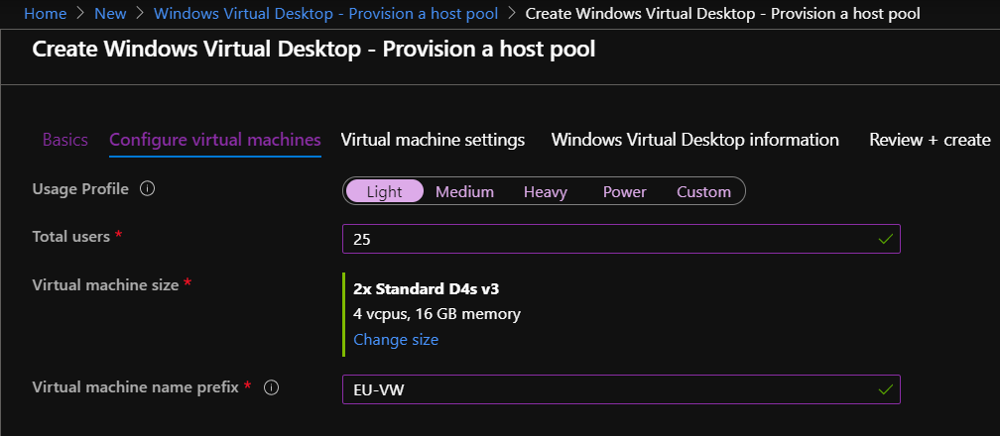 Home > New > Windows Virtual Desktop - Provision a host pool > Create Windows Virtual Desktop - Provision a host pool
Create Windows Virtual Desktop - Provision a host pool
Basics Configure virtual machines Virtual machine settings Windows Virtual Desktop information Review + create
Usage Profile Light Medium Heavy Power Custom
Total users * 25
Virtual machine size * 2x Standard D4s v3
4 vcpus, 16 GB memory
Change size
Virtual machine name prefix * EU-VW